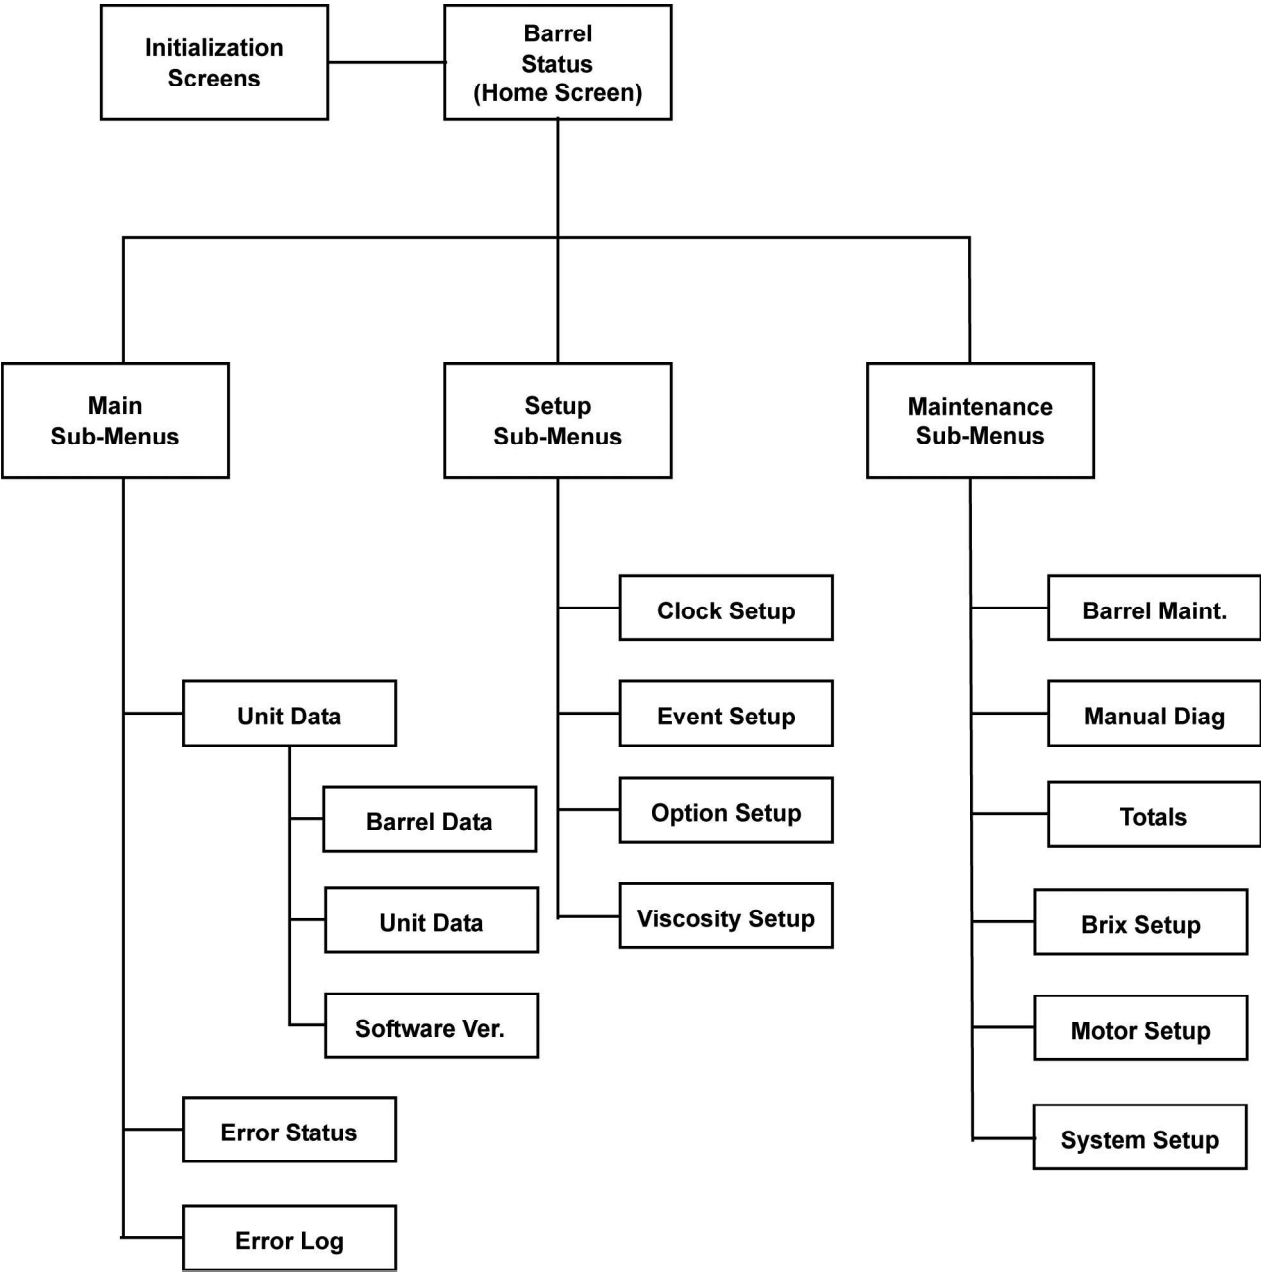 Initialization
Screens
Barrel
Status
(Home Screen)
Main
Sub-Menus
Setup
Sub-Menus
Maintenance
Sub-Menus
Unit Data
Barrel Data
Unit Data
Software Ver.
Error Status
Error Log
Clock Setup
Event Setup
Option Setup
Viscosity Setup
Barrel Maint.
Manual Diag
Totals
Brix Setup
Motor Setup
System Setup